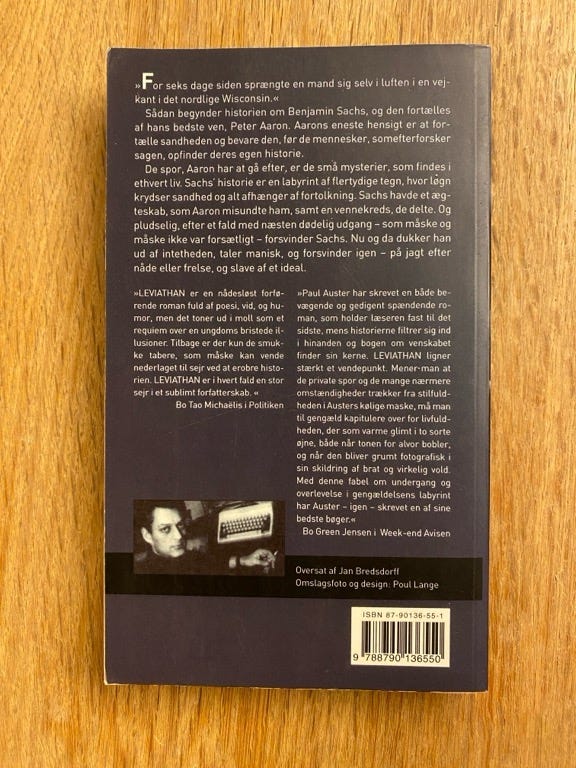 »For seks dage siden sprængte en mand sig selv i luften i en vej-
kant i det nordlige Wisconsin.«
Sådan begynder historien om Benjamin Sachs, og den fortælles
af hans bedste ven, Peter Aaron. Aarons eneste hensigt er at for-
tælle sandheden og bevare den, før de mennesker, somefterforsker
sagen, opfinder deres egen historie.
De spor, Aaron har at gå efter, er de små mysterier, som findes i
ethvert liv. Sachs' historie er en labyrint af flertydige tegn, hvor løgn
krydser sandhed og alt afhænger af fortolkning. Sachs havde et æg-
teskab, som Aaron misundte ham, samt en vennekreds, de delte. Og
pludselig, efter et fald med næsten dødelig udgang – som måske og
måske ikke var forsætligt – forsvinder Sachs. Nu og da dukker han
ud af intetheden, taler manisk, og forsvinder igen – på jagt efter
nåde eller frelse, og slave af et ideal.
»LEVIATHAN er en nådesløst forfø-
rende roman fuld af poesi, vid, og hu-
mor, men det toner ud i moll som et
requiem over en ungdoms bristede il-
lusioner. Tilbage er der kun de smuk-
ke tabere, som måske kan vende
nederlaget til sejr ved at erobre histo-
rien. LEVIATHAN er i hvert fald en stor
sejr i et sublimt forfatterskab. «
Bo Tao Michaëlis i Politiken
»Paul Auster har skrevet en både be-
vægende og gedigent spændende ro-
man, som holder læseren fast til det
sidste, mens historierne filtrer sig ind
i hinanden og bogen om venskabet
finder sin kerne. LEVIATHAN ligner
stærkt et vendepunkt. Mener-man at
de private spor og de mange nærmere
omstændigheder trækker fra stilfuld-
heden i Austers kølige maske, må man
til gengæld kapitulere over for livfuld-
heden, der som varme glimt i to sorte
øjne, både når tonen for alvor bobler,
og når den bliver grumt fotografisk i
sin skildring af brat og virkelig vold.
Med denne fabel om undergang og
overlevelse i gengældelsens labyrint
har Auster – igen – skrevet en af sine
bedste bøger.«
Bo Green Jensen i Week-end Avisen
Oversat af Jan Bredsdorff
Omslagsfoto og design: Poul Lange
ISBN 87-90136-55-1
9 788790 136550